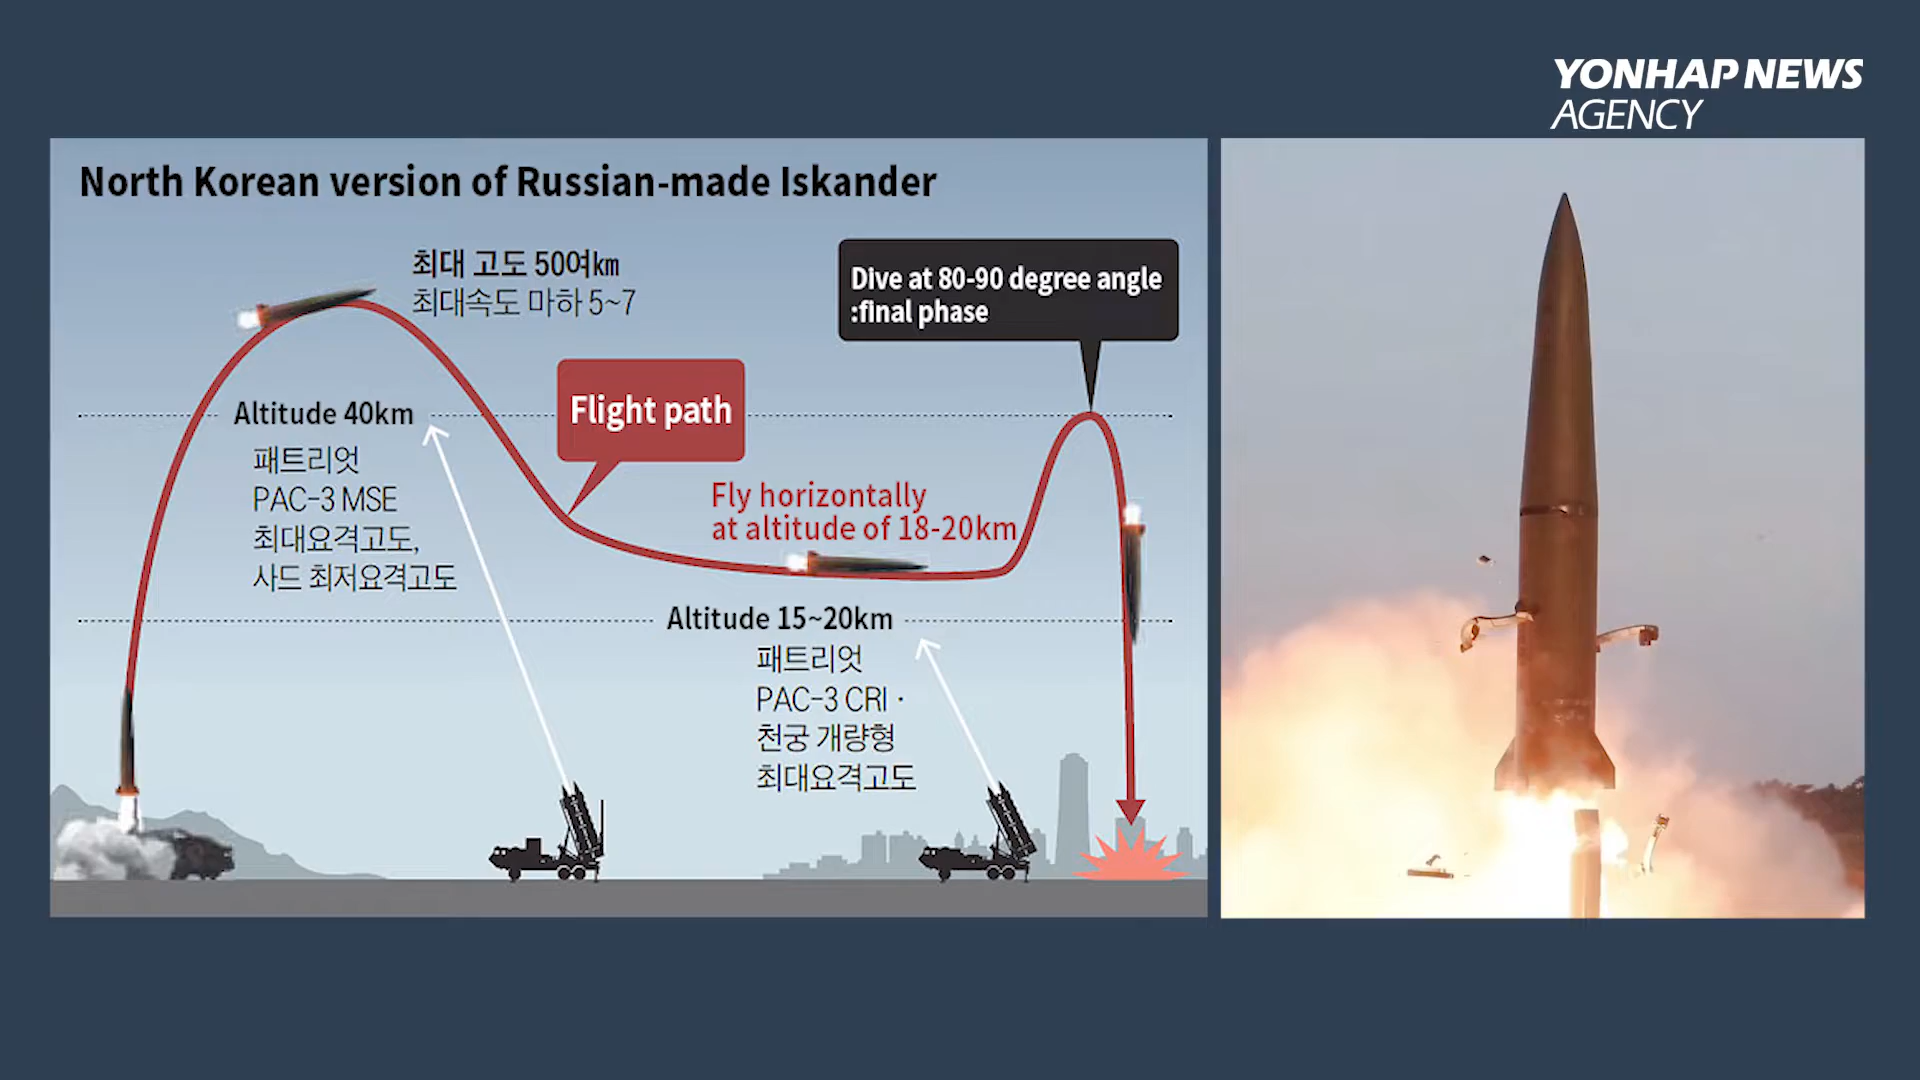 YONHAP NEWS
AGENCY
North Korean version of Russian-made Iskander
최대 고도 50여㎞
최대속도 마하 5~7
Dive at 80-90 degree angle
:final phase
Flight path
Altitude 40km
패트리엇
PAC-3 MSE
최대요격고도,
사드 최저요격고도
Fly horizontally
at altitude of 18-20km
Altitude 15~20km
패트리엇
PAC-3 CRI ·
천궁 개량형
최대요격고도